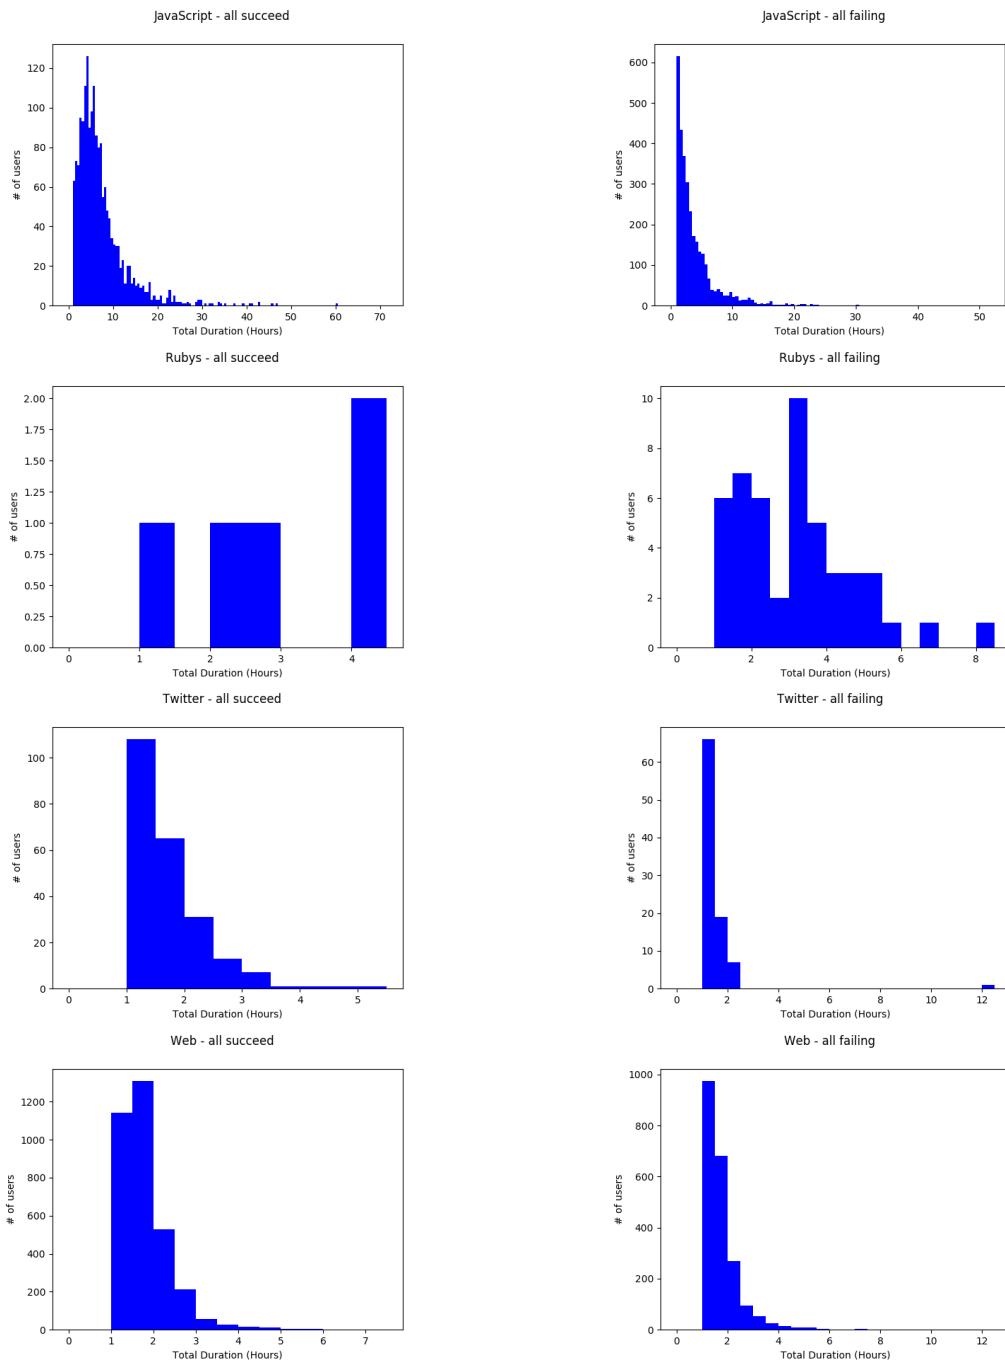 JavaScript - all succeed
120
100
80
60
40
20
0
# of users
0 10 20 30 40 50 60 70
Total Duration (Hours)
JavaScript - all failing
600
500
400
300
200
100
0
# of users
0 10 20 30 40 50
Total Duration (Hours)
Rubys - all succeed
2.00
1.75
1.50
1.25
1.00
0.75
0.50
0.25
0.00
# of users
0 1 2 3 4
Total Duration (Hours)
Rubys - all failing
10
8
6
4
2
0
# of users
0 2 4 6 8
Total Duration (Hours)
Twitter - all succeed
100
80
60
40
20
0
# of users
0 1 2 3 4 5
Total Duration (Hours)
Twitter - all failing
60
50
40
30
20
10
0
# of users
0 2 4 6 8 10 12
Total Duration (Hours)
Web - all succeed
1200
1000
800
600
400
200
0
# of users
0 1 2 3 4 5 6 7
Total Duration (Hours)
Web - all failing
1000
800
600
400
200
0
# of users
0 2 4 6 8 10 12
Total Duration (Hours)